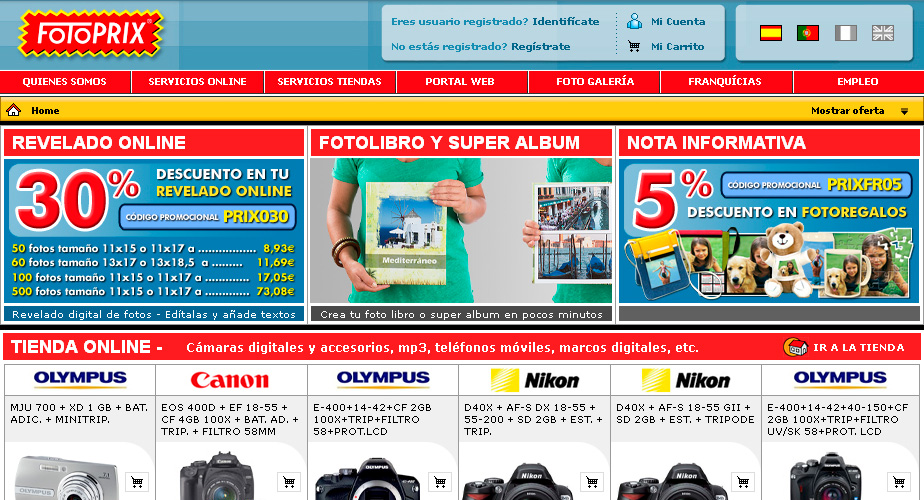 FOTOPRIX
Eres usuario registrado? Identifícate
Mi Cuenta
No estás registrado? Regístrate
Mi Carrito
QUIENES SOMOS
SERVICIOS ONLINE
SERVICIOS TIENDAS
PORTAL WEB
FOTO GALERÍA
FRANQUÍCIAS
EMPLEO
Home
Mostrar oferta
REVELADO ONLINE
30%
DESCUENTO EN TU
REVELADO ONLINE
CÓDIGO PROMOCIONAL PRIX030
50 fotos tamaño 11x15 o 11x17 a ................. 8,93€
60 fotos tamaño 13x17 o 13x18,5 a ......... 11,69€
100 fotos tamaño 11x15 o 11x17 a ............ 17,05€
500 fotos tamaño 11x15 o 11x17 a ............ 73,08€
Revelado digital de fotos - Edítalas y añade textos
FOTOLIBRO Y SUPER ALBUM
Mediterráneo
Crea tu foto libro o super album en pocos minutos
NOTA INFORMATIVA
5%
CÓDIGO PROMOCIONAL PRIXFR05
DESCUENTO EN FOTOREGALOS
TIENDA ONLINE -
Cámaras digitales y accesorios, mp3, teléfonos móviles, marcos digitales, etc.
IR A LA TIENDA
OLYMPUS
MJU 700 + XD 1 GB + BAT.
ADIC. + MINITRIP.
OLYMPUS
Canon
EOS 400D + EF 18-55 +
CF 4GB 100X + BAT. AD. +
TRIP. + FILTRO 58MM
OLYMPUS
E-400+14-42+CF 2GB
100X+TRIP+FILTRO
58+PROT.LCD
OLYMPUS
Nikon
D40X + AF-S DX 18-55 +
55-200 + SD 2GB + EST. +
TRIP.
Nikon
Nikon
D40X + AF-S 18-55 GII +
SD 2GB + EST. + TRIPODE
Nikon
OLYMPUS
E-400+14-42+40-150+CF
2GB 100X+TRIP+FILTRO
UV/SK 58+PROT.LCD
OLYMPUS